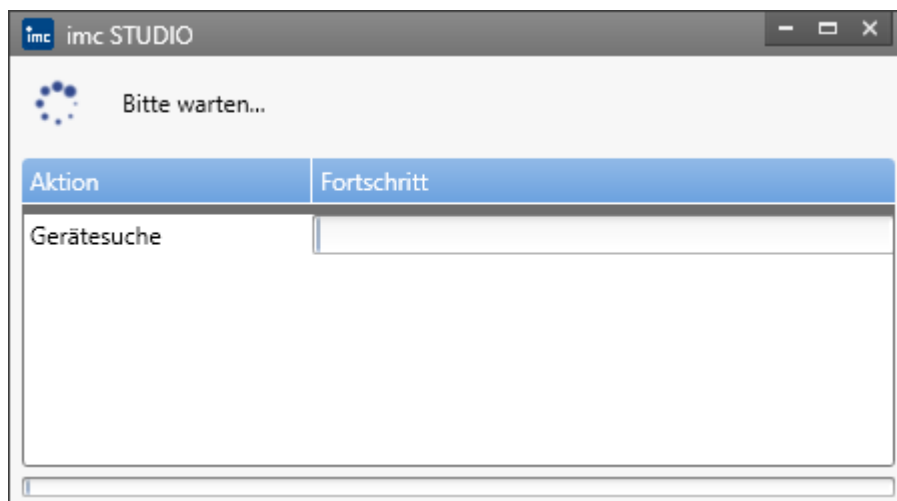 imc imc STUDIO
Bitte warten...
Aktion Fortschritt
Gerätesuche